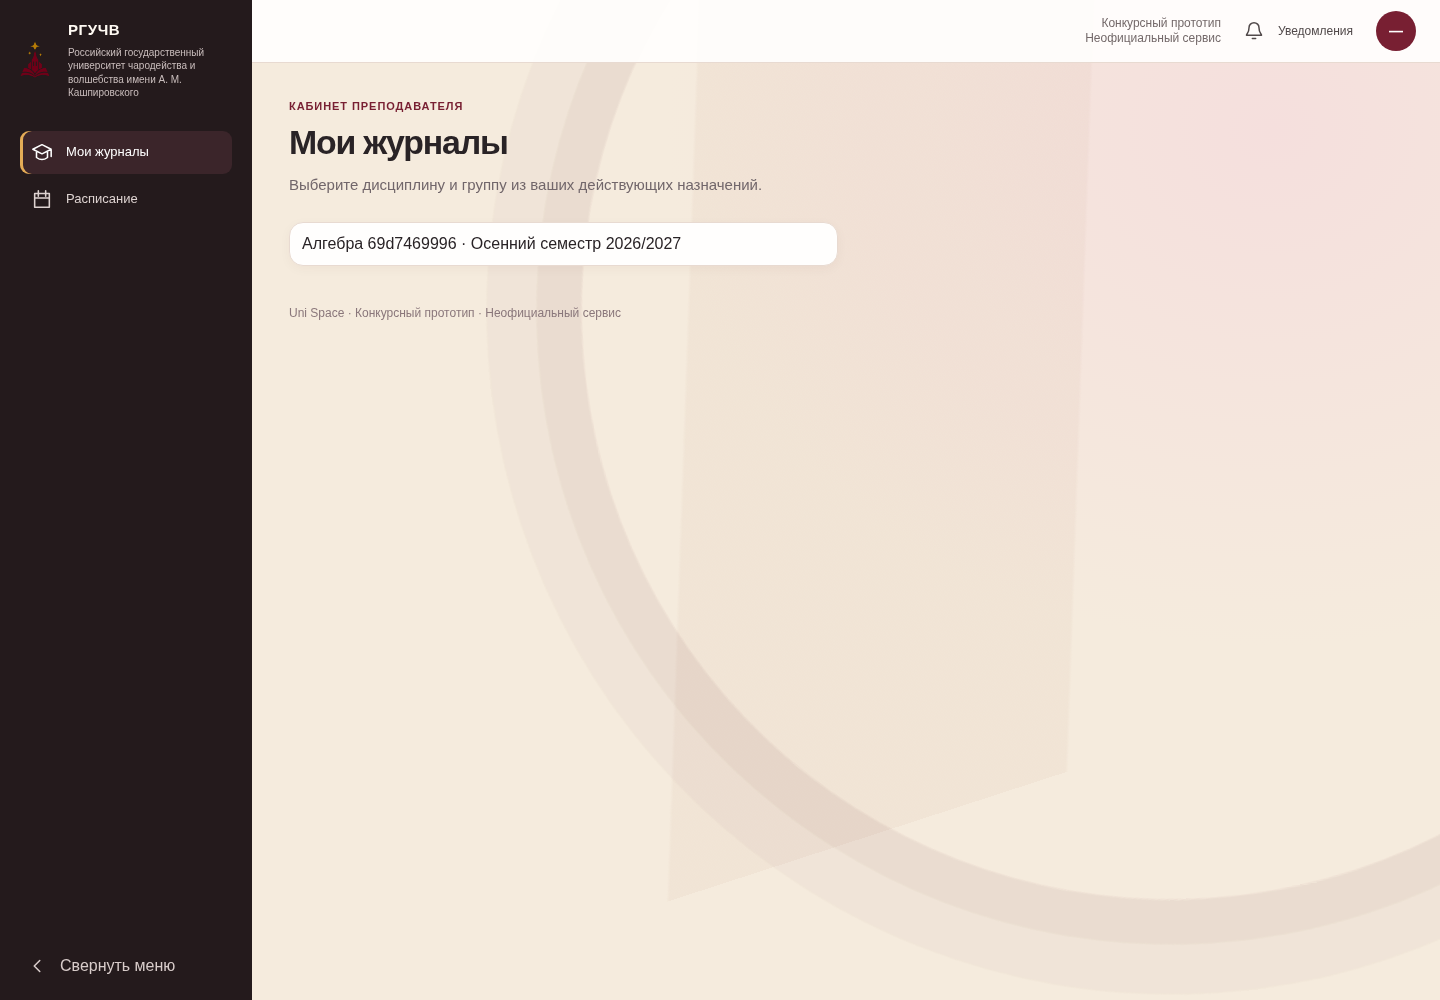 РГУЧВ
Российский государственный
университет чародейства и
волшебства имени А. М.
Кашпировского
Мои журналы
Расписание
Свернуть меню
Конкурсный прототип
Неофициальный сервис
Уведомления
—
КАБИНЕТ ПРЕПОДАВАТЕЛЯ
Мои журналы
Выберите дисциплину и группу из ваших действующих назначений.
Алгебра 69d7469996 · Осенний семестр 2026/2027
Uni Space · Конкурсный прототип · Неофициальный сервис